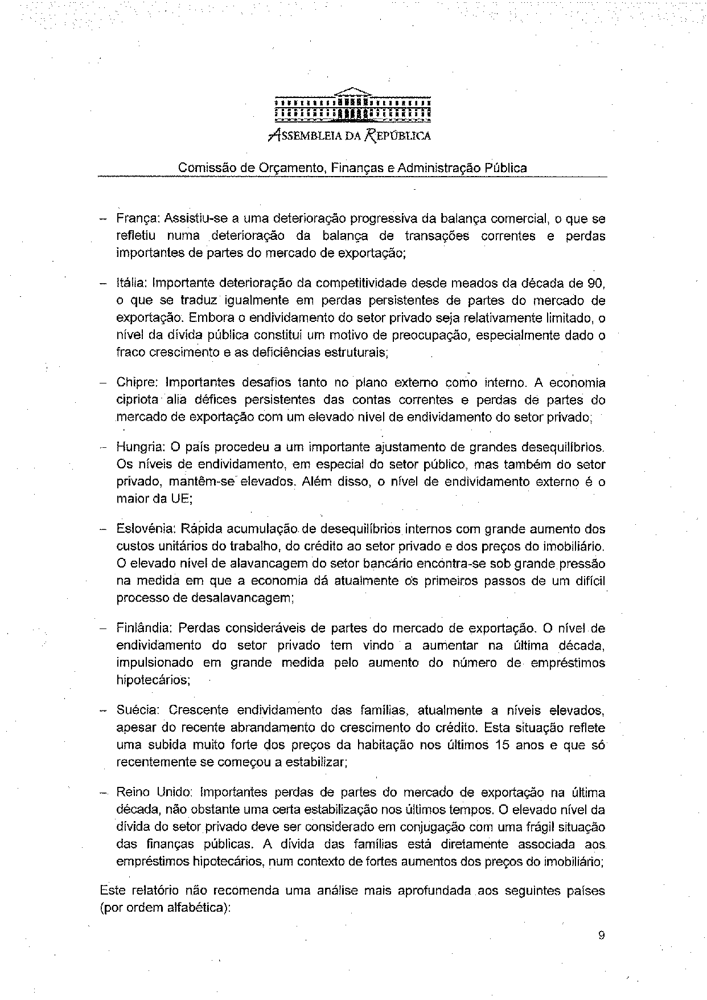 ASSEMBLEIA DA REPÚBLICA
Comissão de Orçamento, Finanças e Administração Pública
– França: Assistiu-se a uma deterioração progressiva da balança comercial, o que se
refletiu numa deterioração da balança de transações correntes e perdas
importantes de partes do mercado de exportação;
– Itália: Importante deterioração da competitividade desde meados da década de 90,
o que se traduz igualmente em perdas persistentes de partes do mercado de
exportação. Embora o endividamento do setor privado seja relativamente limitado, o
nível da dívida pública constitui um motivo de preocupação, especialmente dado o
fraco crescimento e as deficiências estruturais;
– Chipre: Importantes desafios tanto no plano externo como interno. A economia
cipriota alia défices persistentes das contas correntes e perdas de partes do
mercado de exportação com um elevado nível de endividamento do setor privado;
– Hungria: O país procedeu a um importante ajustamento de grandes desequilíbrios.
Os níveis de endividamento, em especial do setor público, mas também do setor
privado, mantêm-se elevados. Além disso, o nível de endividamento externo é o
maior da UE;
– Eslovénia: Rápida acumulação de desequilíbrios internos com grande aumento dos
custos unitários do trabalho, do crédito ao setor privado e dos preços do imobiliário.
O elevado nível de alavancagem do setor bancário encontra-se sob grande pressão
na medida em que a economia dá atualmente os primeiros passos de um difícil
processo de desalavancagem;
– Finlândia: Perdas consideráveis de partes do mercado de exportação. O nível de
endividamento do setor privado tem vindo a aumentar na última década,
impulsionado em grande medida pelo aumento do número de empréstimos
hipotecários;
– Suécia: Crescente endividamento das famílias, atualmente a níveis elevados,
apesar do recente abrandamento do crescimento do crédito. Esta situação reflete
uma subida muito forte dos preços da habitação nos últimos 15 anos e que só
recentemente se começou a estabilizar;
– Reino Unido: Importantes perdas de partes do mercado de exportação na última
década, não obstante uma certa estabilização nos últimos tempos. O elevado nível da
dívida do setor privado deve ser considerado em conjugação com uma frágil situação
das finanças públicas. A dívida das famílias está diretamente associada aos
empréstimos hipotecários, num contexto de fortes aumentos dos preços do imobiliário;
Este relatório não recomenda uma análise mais aprofundada aos seguintes países
(por ordem alfabética):
9